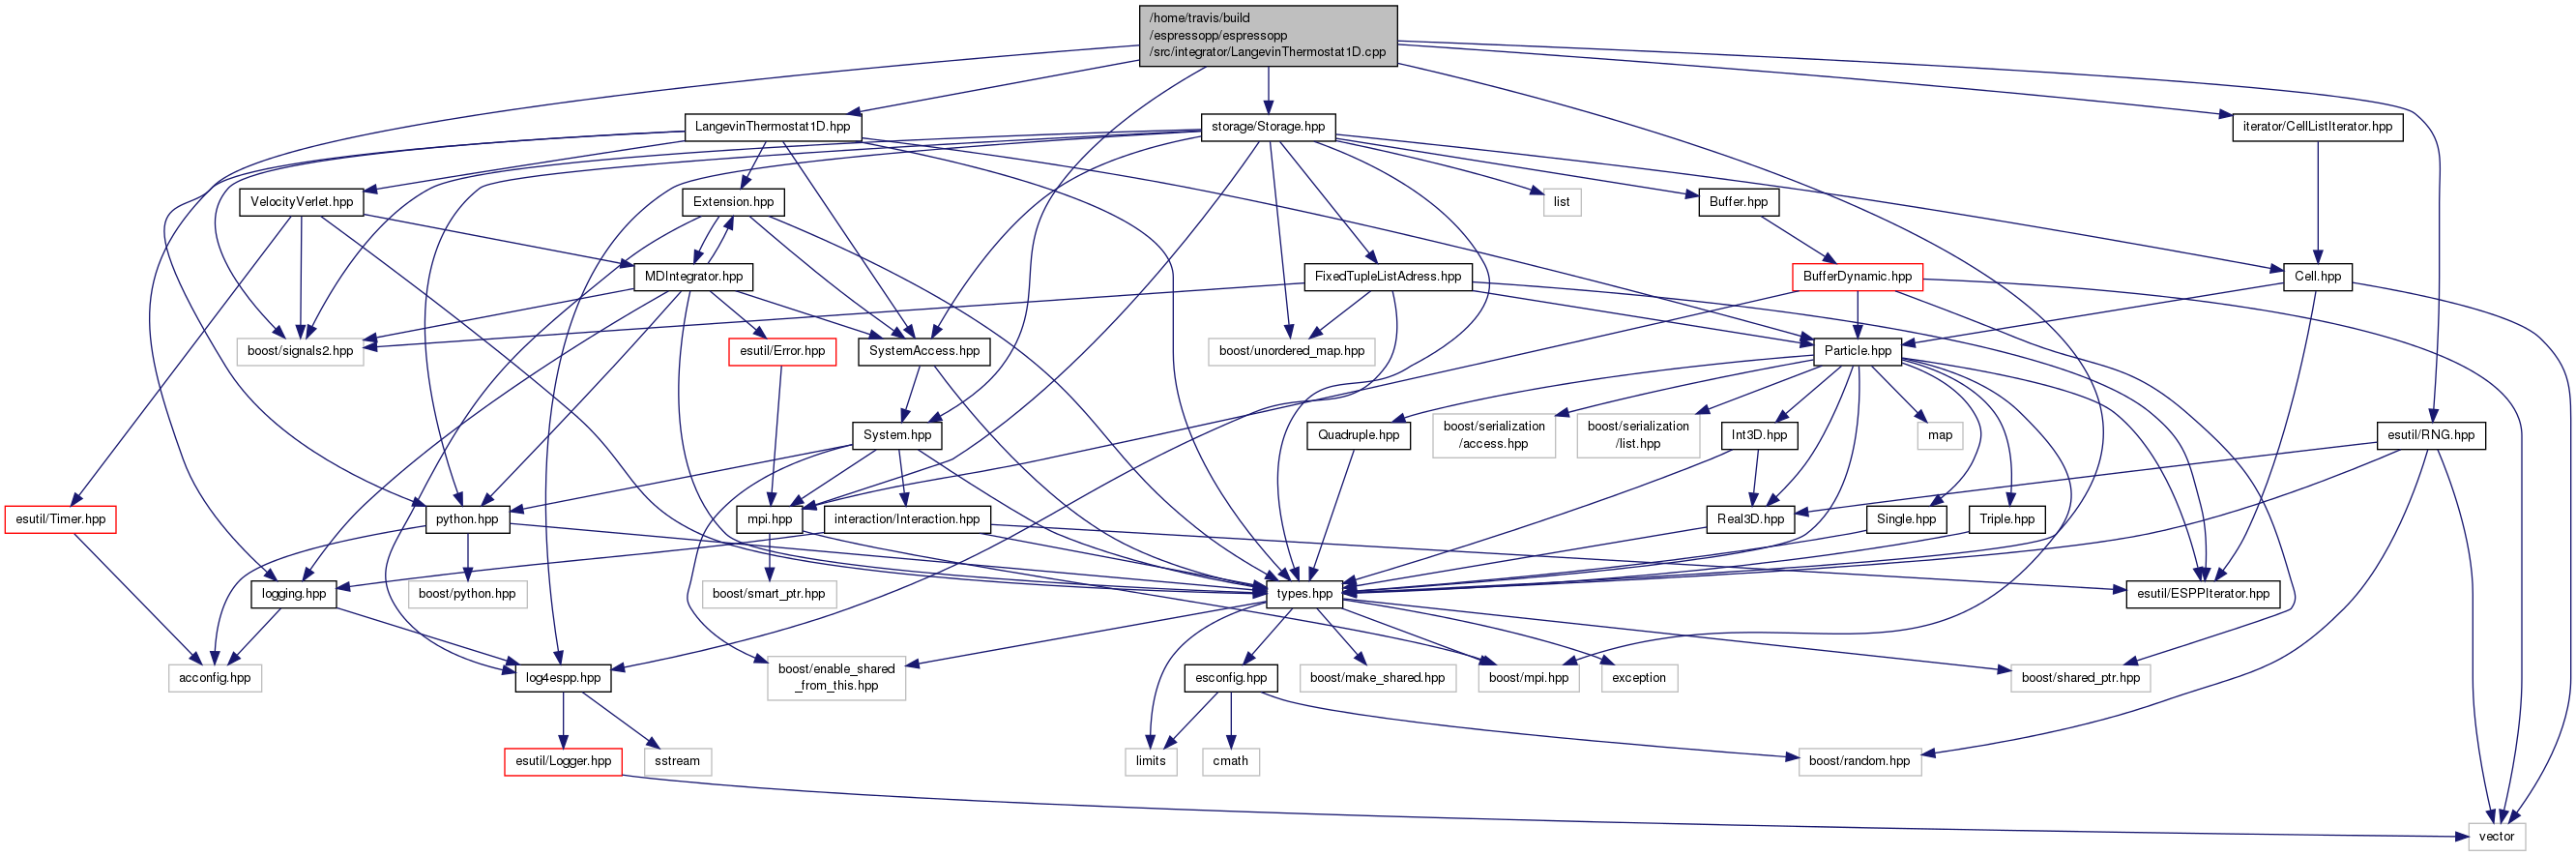 /home/travis/build
/espressopp/espressopp
/src/integrator/LangevinThermostat1D.cpp
LangevinThermostat1D.hpp
storage/Storage.hpp
iterator/CellListIterator.hpp
VelocityVerlet.hpp
Extension.hpp
list
Buffer.hpp
MDIntegrator.hpp
FixedTupleListAdress.hpp
BufferDynamic.hpp
Cell.hpp
boost/signals2.hpp
esutil/Error.hpp
SystemAccess.hpp
boost/unordered_map.hpp
Particle.hpp
System.hpp
Quadruple.hpp
boost/serialization
/access.hpp
boost/serialization
/list.hpp
Int3D.hpp
map
esutil/RNG.hpp
esutil/Timer.hpp
python.hpp
mpi.hpp
interaction/Interaction.hpp
Real3D.hpp
Single.hpp
Triple.hpp
logging.hpp
boost/python.hpp
boost/smart_ptr.hpp
types.hpp
esutil/ESPPIterator.hpp
acconfig.hpp
log4espp.hpp
boost/enable_shared
_from_this.hpp
esconfig.hpp
boost/make_shared.hpp
boost/mpi.hpp
exception
boost/shared_ptr.hpp
esutil/Logger.hpp
sstream
limits
cmath
boost/random.hpp
vector